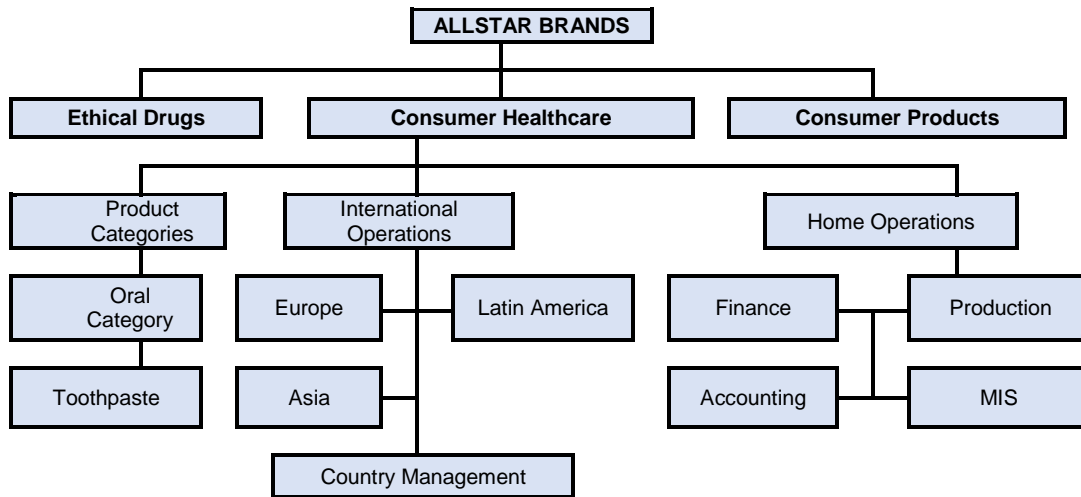 ALLSTAR BRANDS
Ethical Drugs
Consumer Healthcare
Consumer Products
Product
Categories
International
Operations
Home Operations
Oral
Category
Europe
Latin America
Finance
Production
Toothpaste
Asia
Accounting
MIS
Country Management